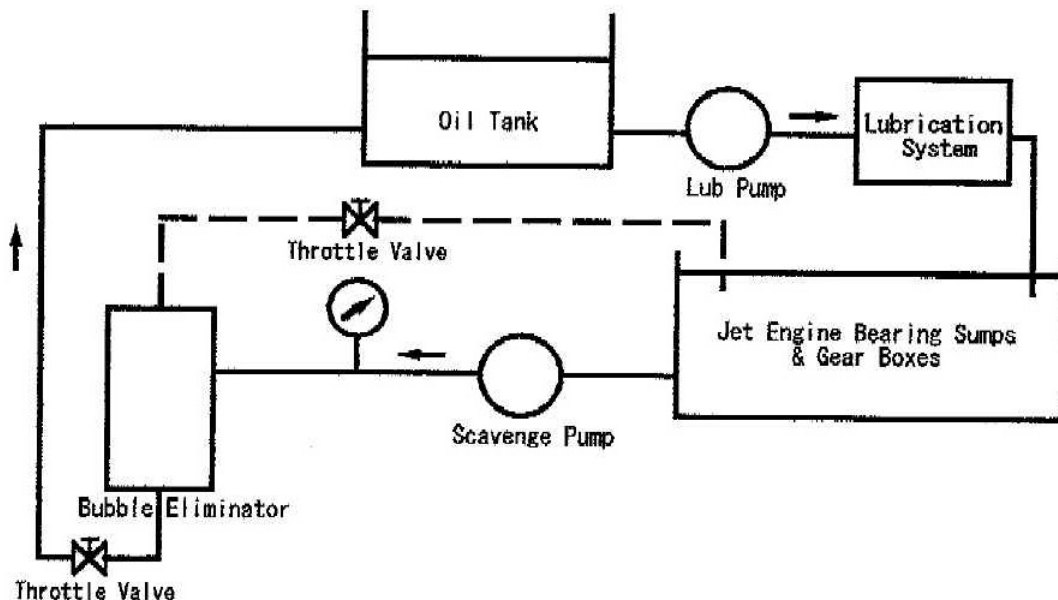 Oil Tank
Lub Pump
Lubrication
System
Throttle Valve
Jet Engine Bearing Sumps
& Gear Boxes
Scavenge Pump
Bubble Eliminator
Throttle Valve